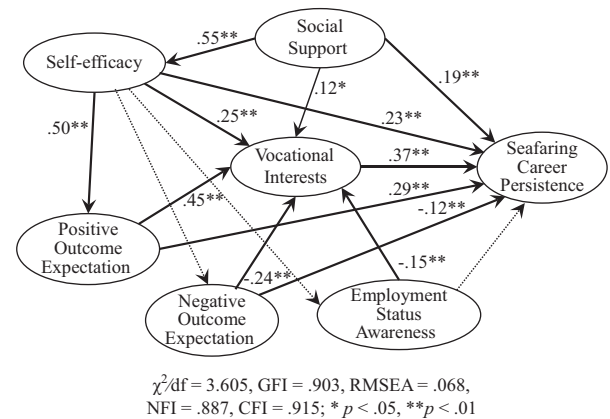 Social
Support
.55**
Self-efficacy
.12*
.19**
.50**
.25**
.23**
Vocational
Interests
.37**
Seafaring
Career
Persistence
.45**
.29**
-.12**
Positive
Outcome
Expectation
-.24**
-.15**
Negative
Outcome
Expectation
Employment
Status
Awareness
χ²/df = 3.605, GFI = .903, RMSEA = .068,
NFI = .887, CFI = .915; * p < .05, **p < .01